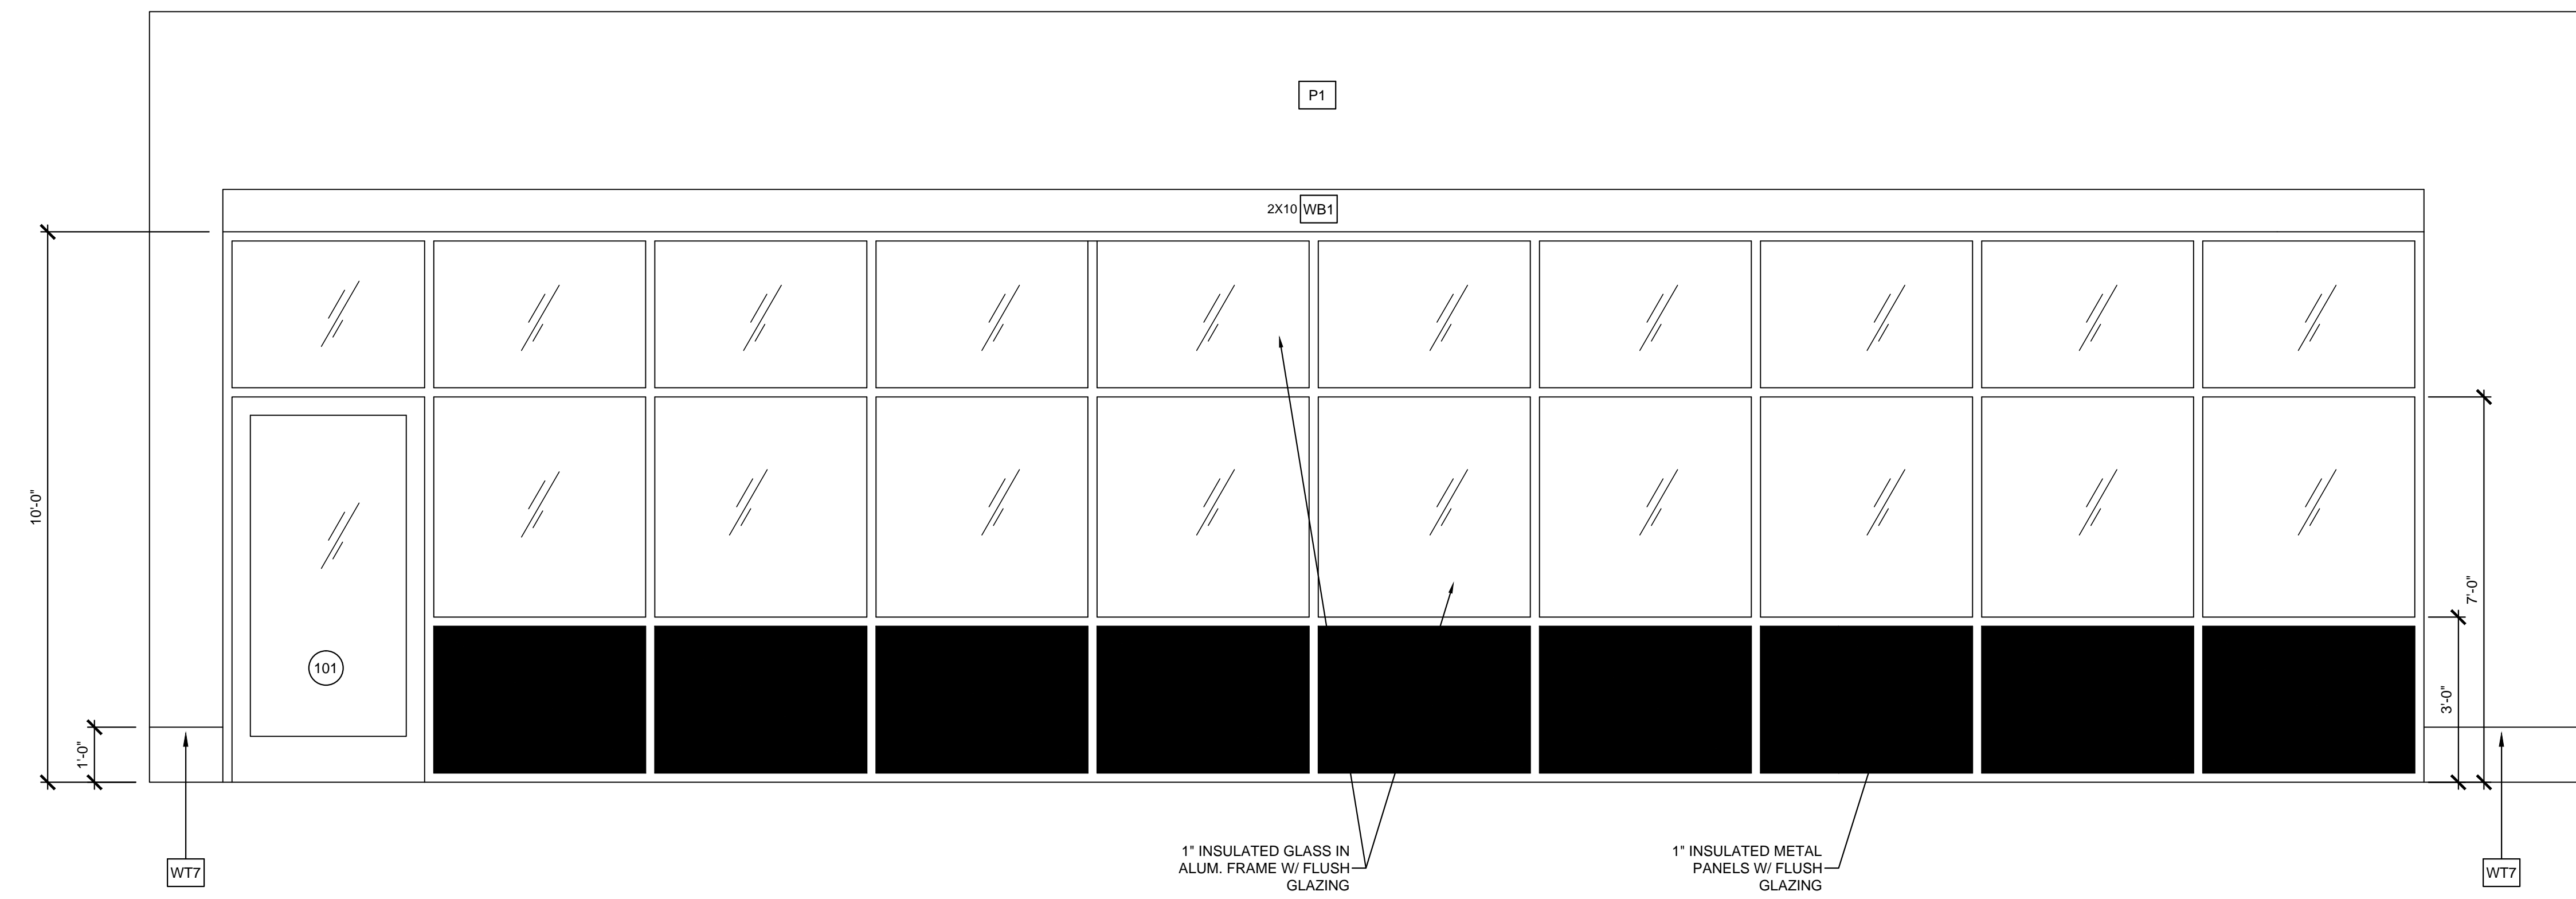 P1
2X10 WB1
10'-0"
7'-0"
101
3'-0"
1'-0"
1" INSULATED GLASS IN
ALUM. FRAME W/ FLUSH
GLAZING
1" INSULATED METAL
PANELS W/ FLUSH
GLAZING
WT7
WT7